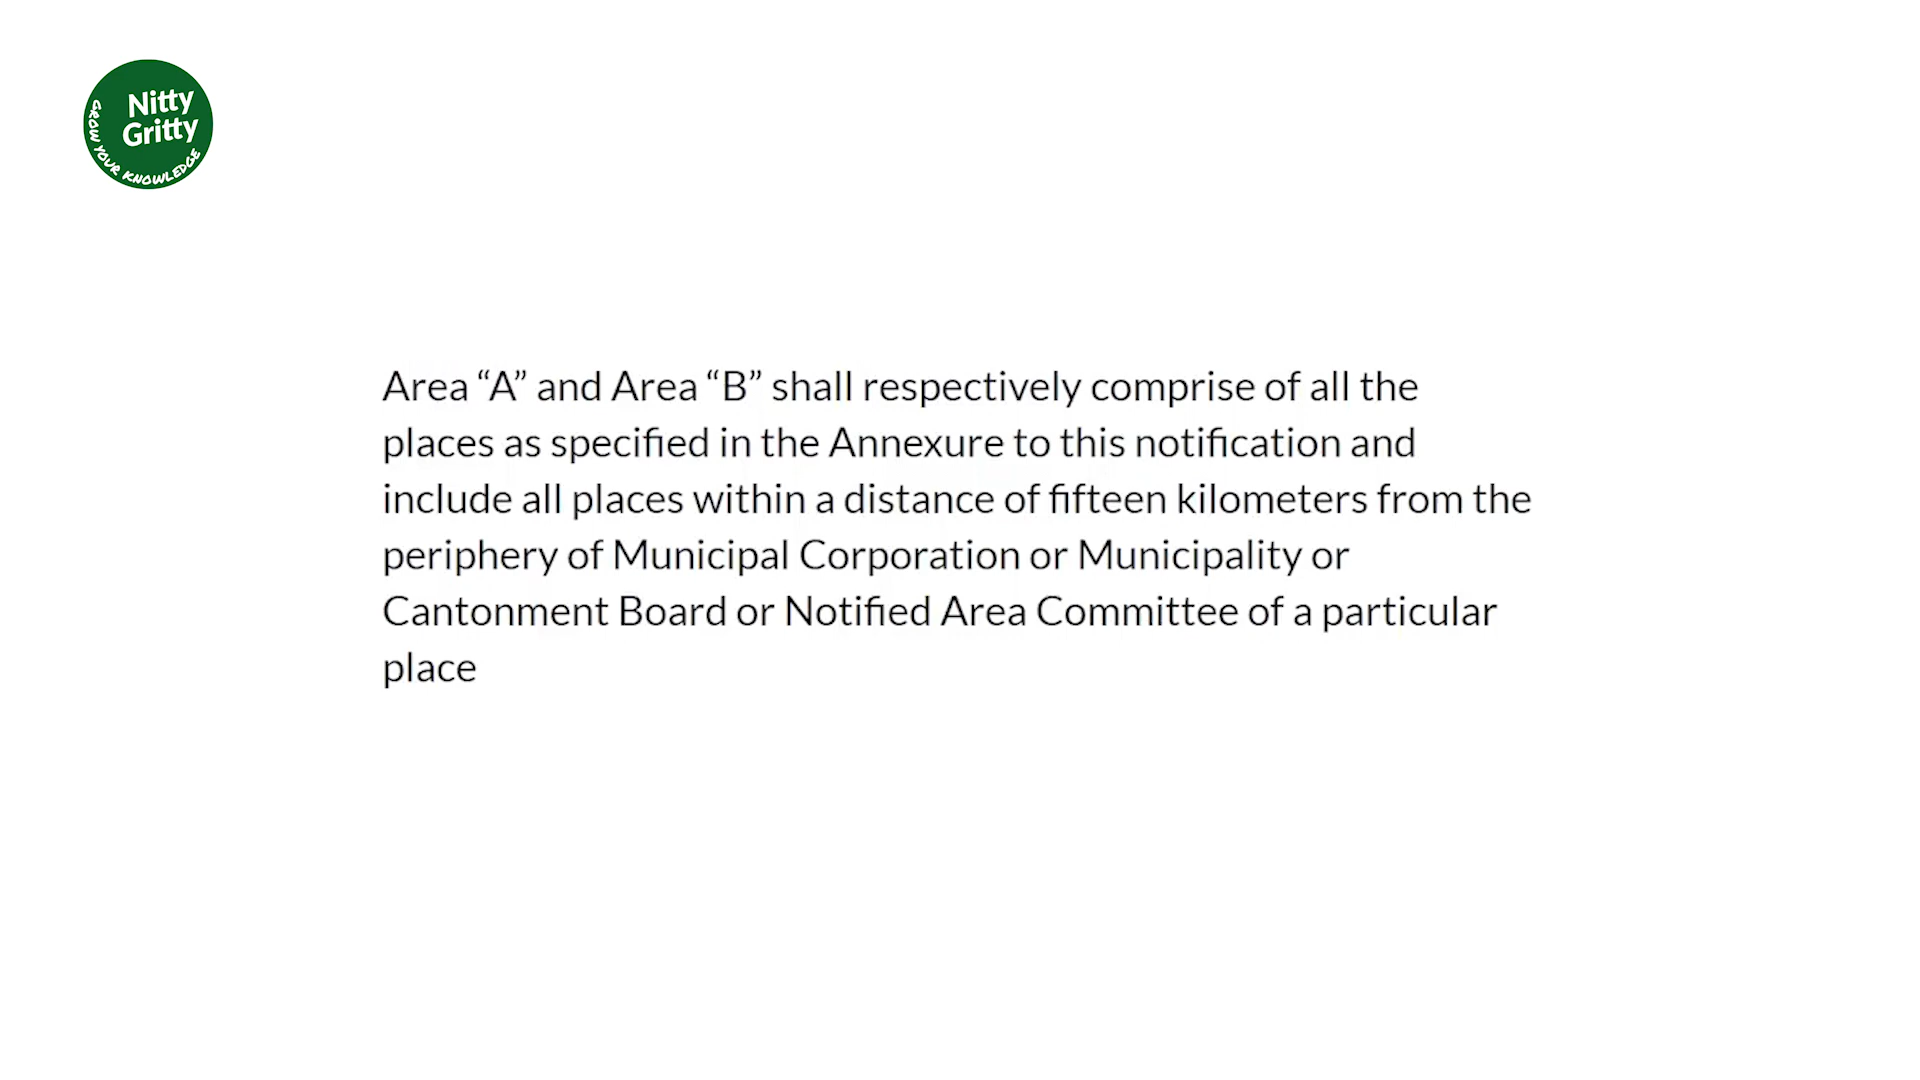 Nitty
Gritty
GROW YOUR KNOWLEDGE
Area “A” and Area “B” shall respectively comprise of all the
places as specified in the Annexure to this notification and
include all places within a distance of fifteen kilometers from the
periphery of Municipal Corporation or Municipality or
Cantonment Board or Notified Area Committee of a particular
place